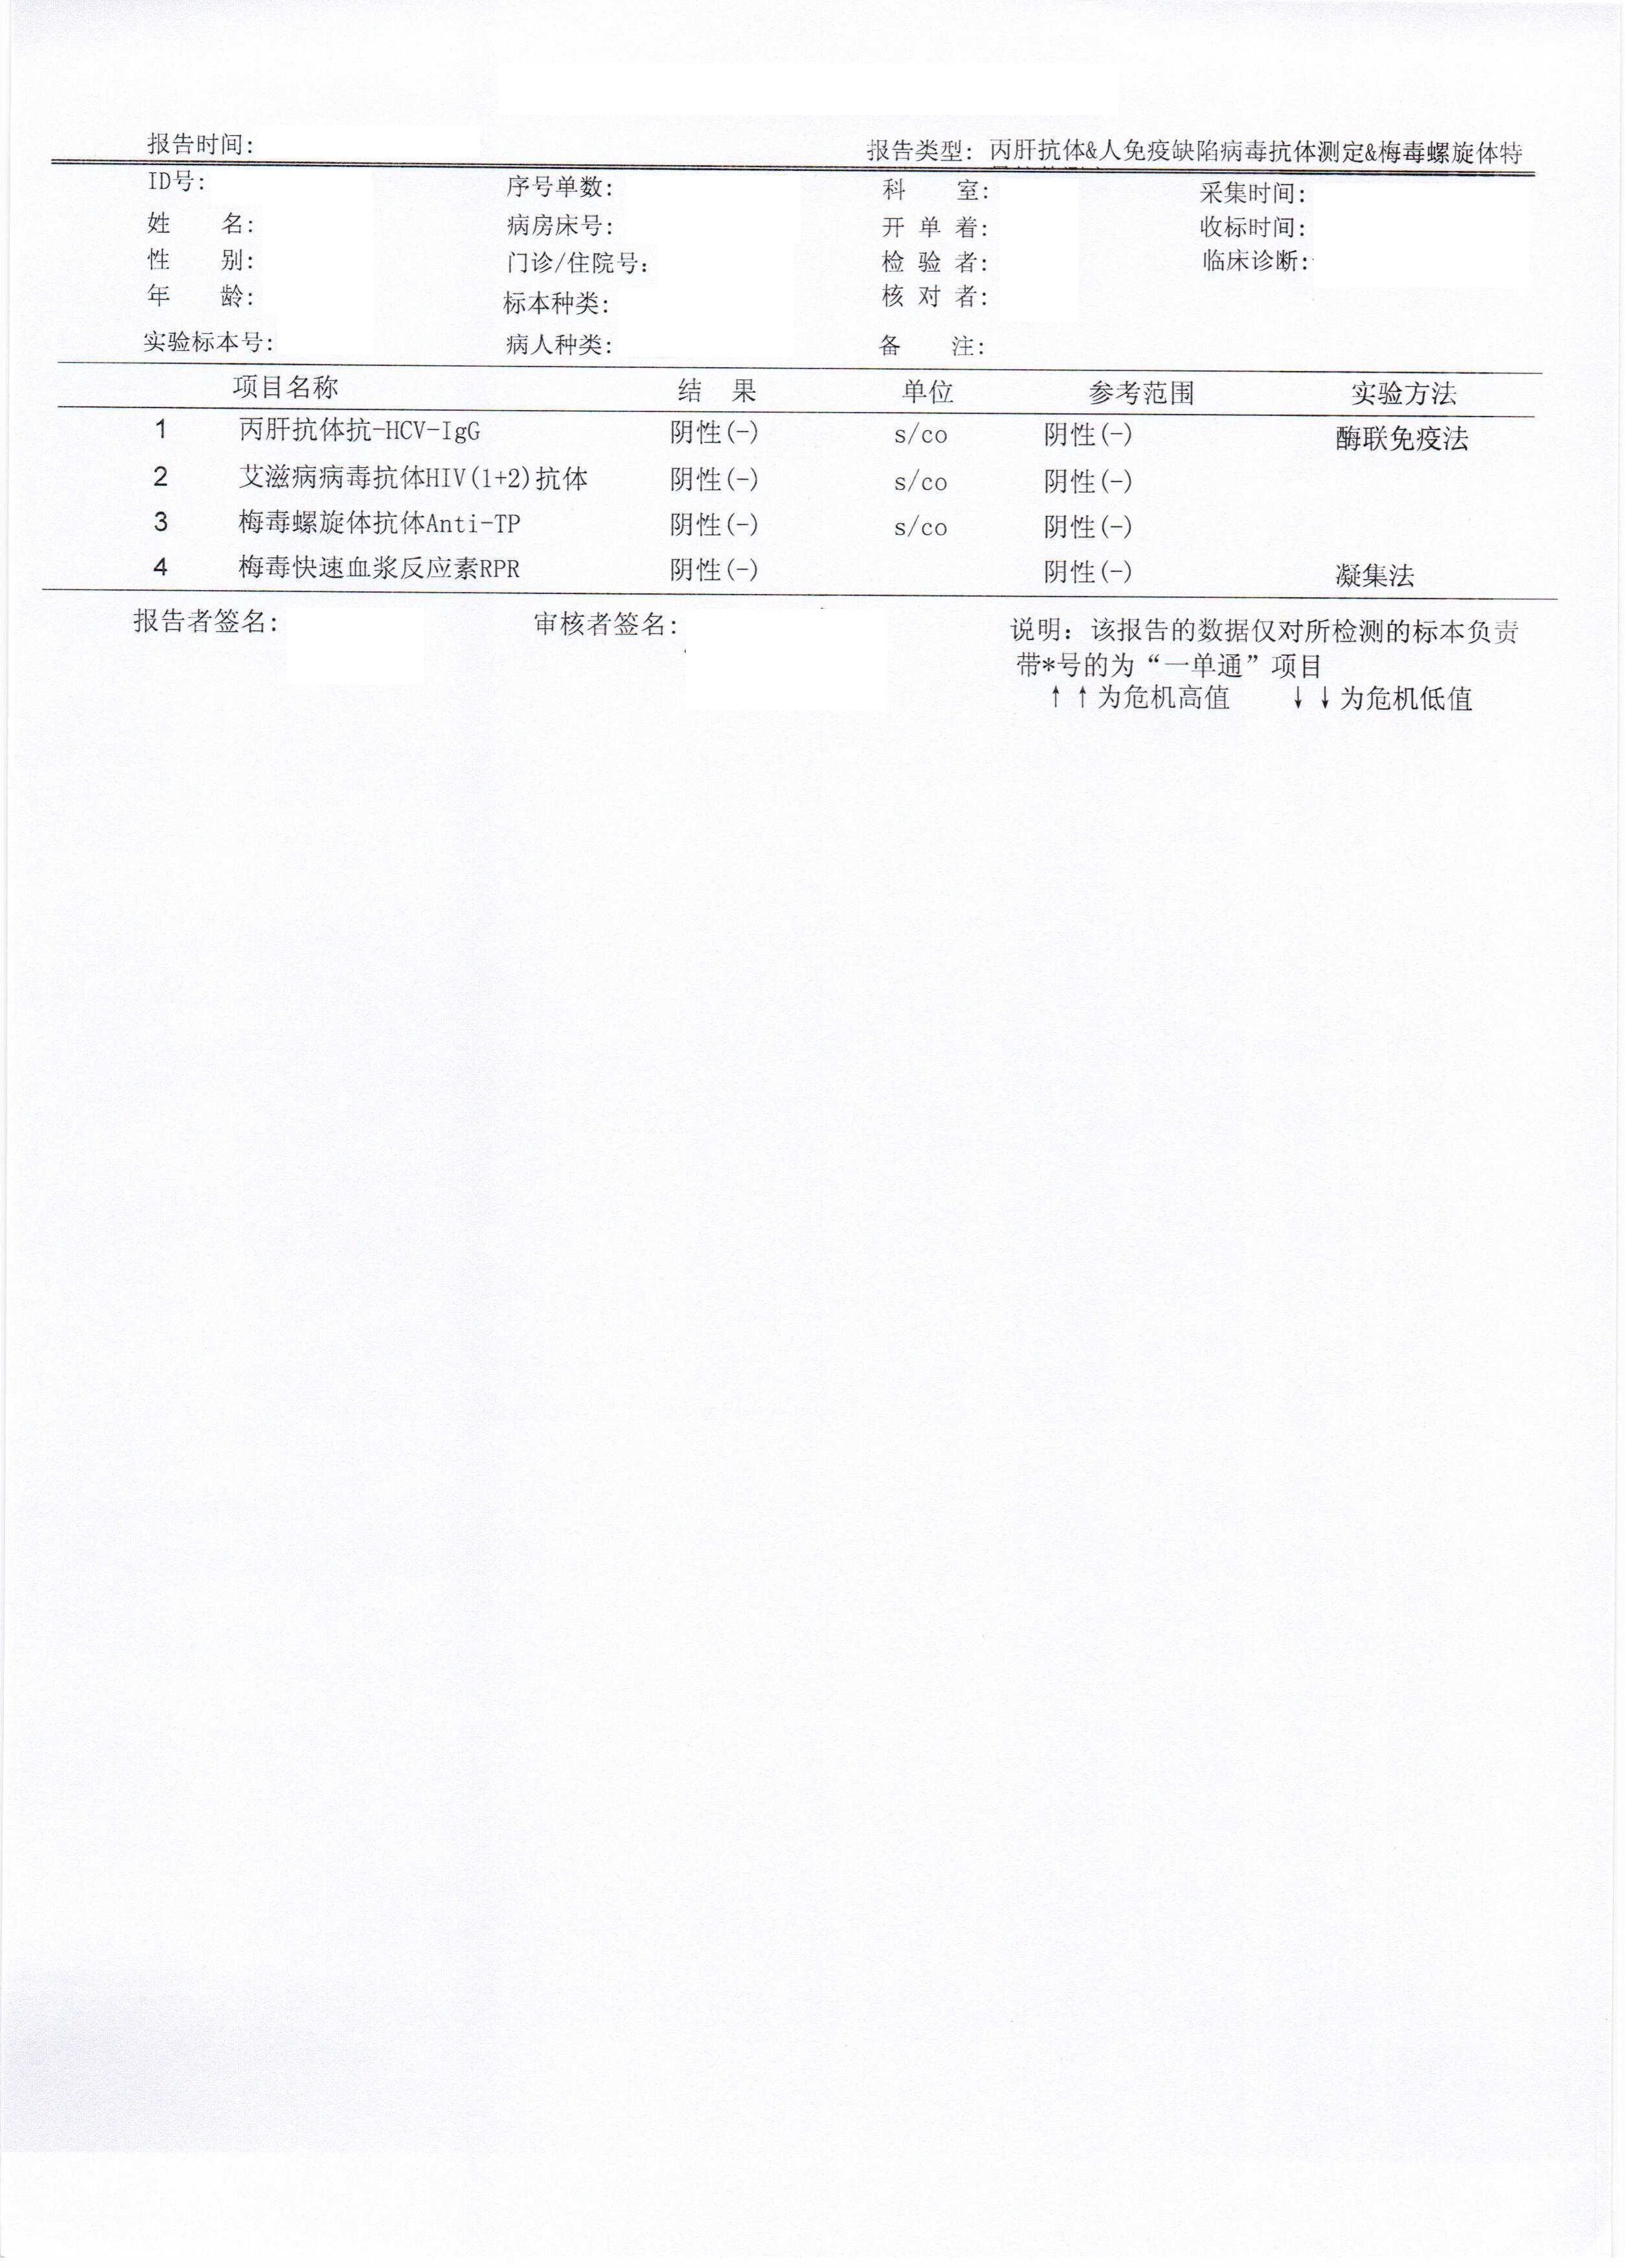 报告时间:
报告类型: 丙肝抗体&人免疫缺陷病毒抗体测定&梅毒螺旋体特
ID号: 序号单数: 科 室: 采集时间:
姓 名: 病房床号: 开 单 着: 收标时间:
性 别: 门诊/住院号: 检 验 者: 临床诊断:
年 龄: 标本种类: 核 对 者:
实验标本号: 病人种类: 备 注:
项目名称 结 果 单位 参考范围 实验方法
1 丙肝抗体抗-HCV-IgG 阴性(-) s/co 阴性(-) 酶联免疫法
2 艾滋病病毒抗体HIV(1+2)抗体 阴性(-) s/co 阴性(-)
3 梅毒螺旋体抗体Anti-TP 阴性(-) s/co 阴性(-)
4 梅毒快速血浆反应素RPR 阴性(-) 阴性(-) 凝集法
报告者签名: 审核者签名: 说明: 该报告的数据仅对所检测的标本负责
带*号的为“一单通”项目
↑↑为危机高值 ↓↓为危机低值